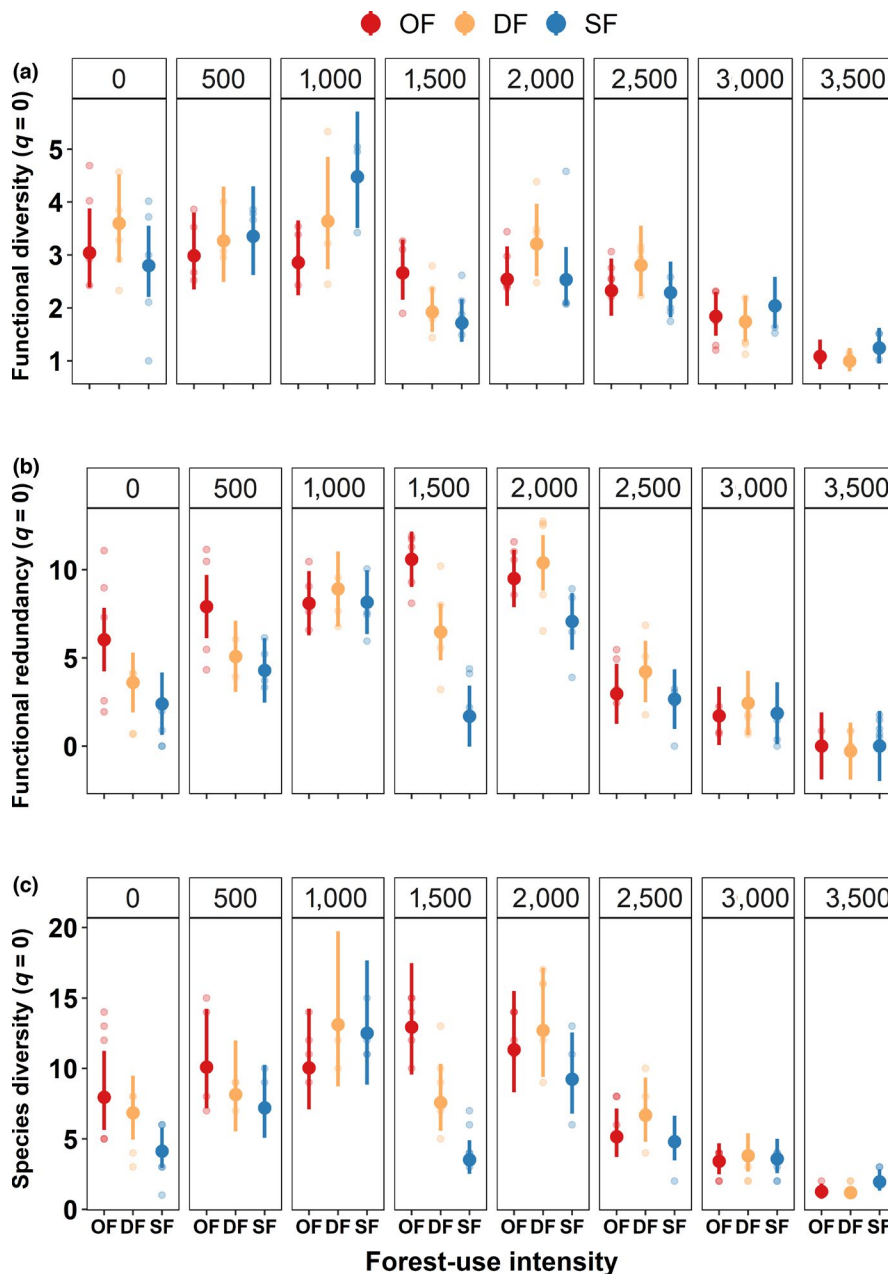 OF DF SF
(a)
0 500 1,000 1,500 2,000 2,500 3,000 3,500
Functional diversity (q = 0)
5
4
3
2
1
(b)
0 500 1,000 1,500 2,000 2,500 3,000 3,500
Functional redundancy (q = 0)
10
5
0
(c)
0 500 1,000 1,500 2,000 2,500 3,000 3,500
Species diversity (q = 0)
20
15
10
5
0
OF DF SF OF DF SF OF DF SF OF DF SF OF DF SF OF DF SF OF DF SF OF DF SF
Forest-use intensity